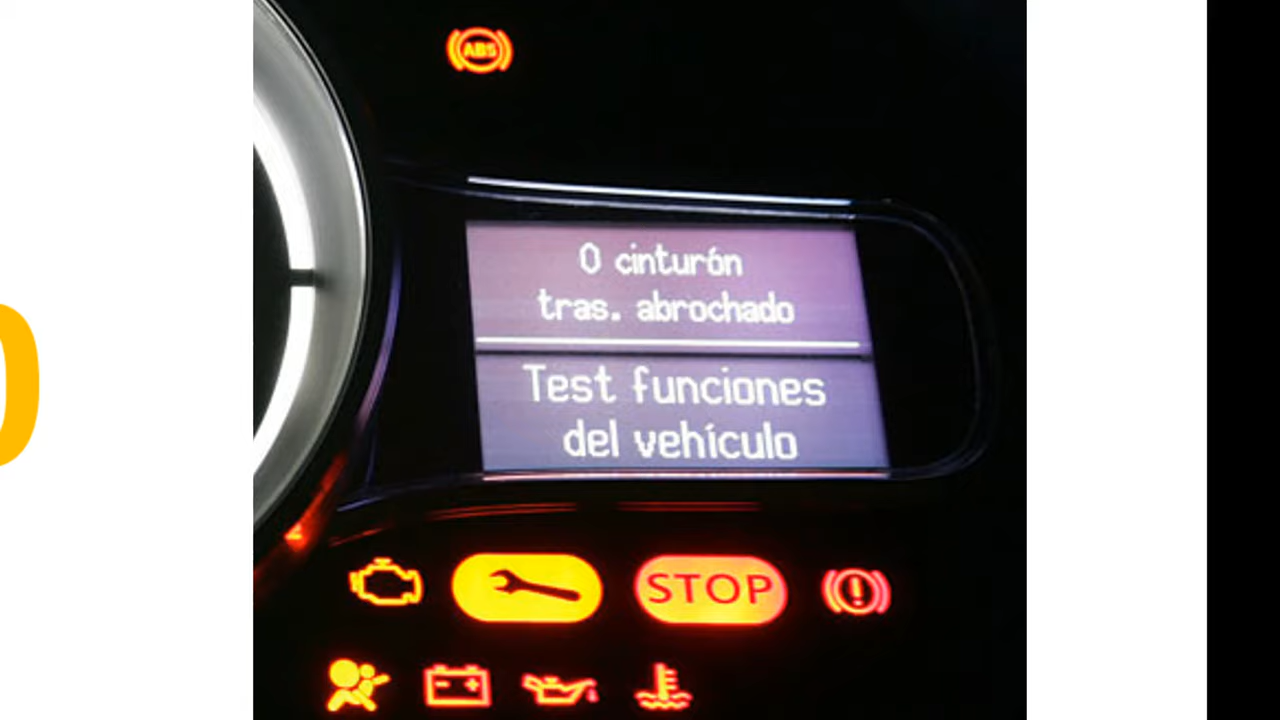 ABS
0 cinturón
tras. abrochado
Test funciones
del vehículo
STOP